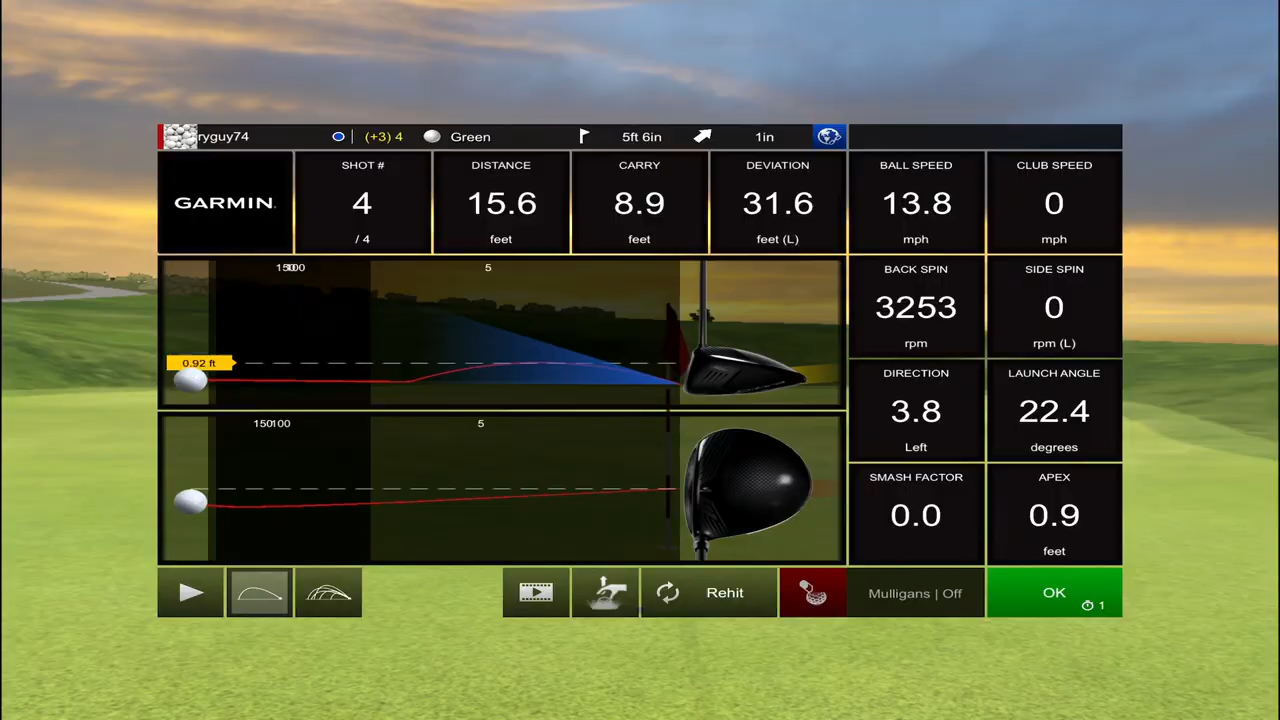 ryguy74 (+3) 4 Green 5ft 6in 1in
GARMIN
SHOT # DISTANCE CARRY DEVIATION BALL SPEED CLUB SPEED
4 15.6 8.9 31.6 13.8 0
/ 4 feet feet feet (L) mph mph
BACK SPIN SIDE SPIN
3253 0
rpm rpm (L)
5
0.92 ft
DIRECTION LAUNCH ANGLE
3.8 22.4
Left degrees
150100 5
SMASH FACTOR APEX
0.0 0.9
feet
Rehit Mulligans | Off OK
1